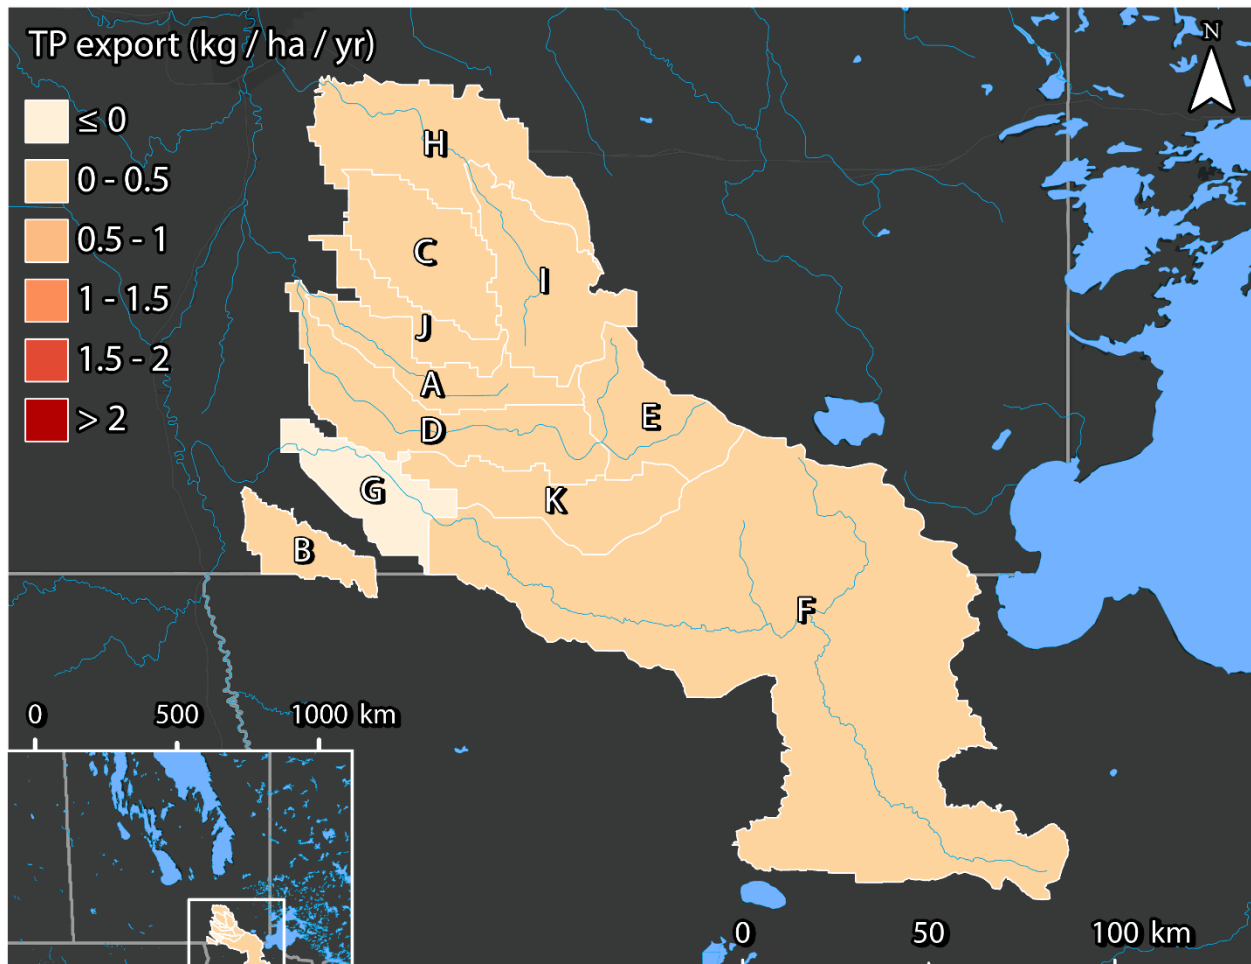 TP export (kg / ha / yr)
≤ 0
0 - 0.5
0.5 - 1
1 - 1.5
1.5 - 2
> 2
N
H
C
I
J
A
D
E
G
K
B
F
0 500 1000 km
0 50 100 km